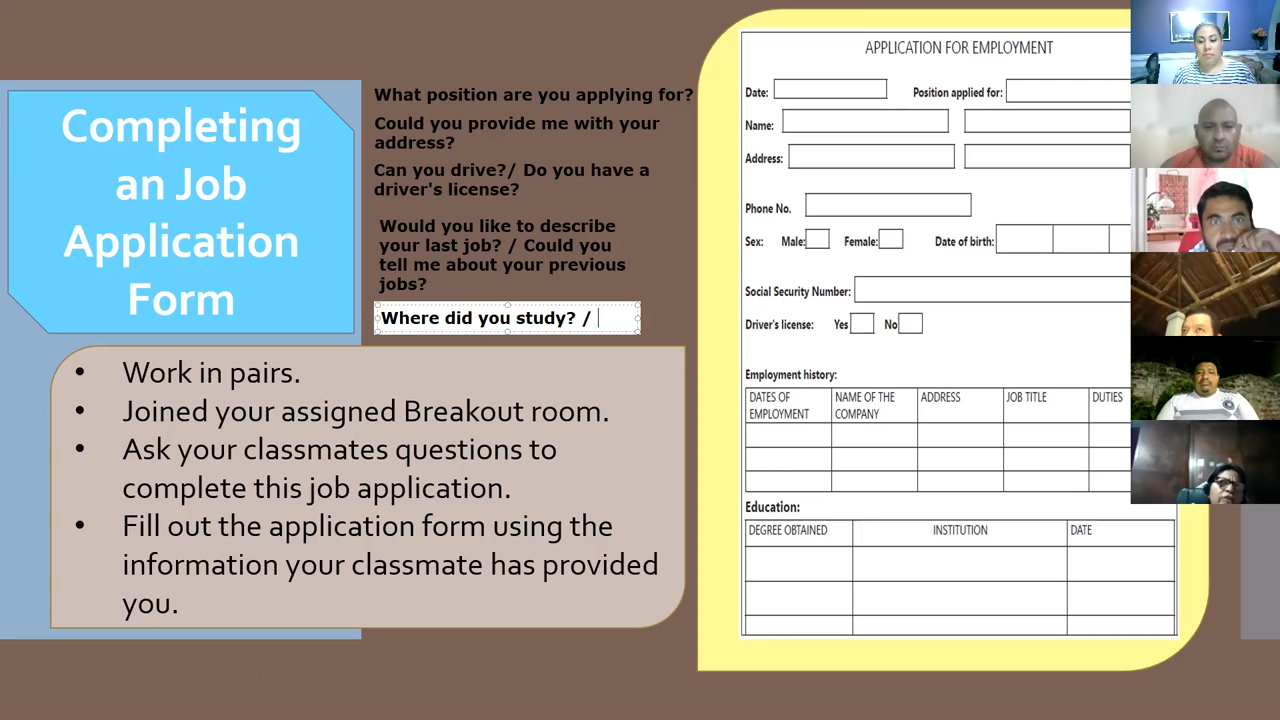 Completing
an Job
Application
Form
What position are you applying for?
Could you provide me with your
address?
Can you drive?/ Do you have a
driver's license?
Would you like to describe
your last job? / Could you
tell me about your previous
jobs?
Where did you study? /
• Work in pairs.
• Joined your assigned Breakout room.
• Ask your classmates questions to
complete this job application.
• Fill out the application form using the
information your classmate has provided
you.
APPLICATION FOR EMPLOYMENT
Date: Position applied for:
Name:
Address:
Phone No.
Sex: Male: Female: Date of birth:
Social Security Number:
Driver's license: Yes No
Employment history:
DATES OF EMPLOYMENT NAME OF THE COMPANY ADDRESS JOB TITLE DUTIES
Education:
DEGREE OBTAINED INSTITUTION DATE